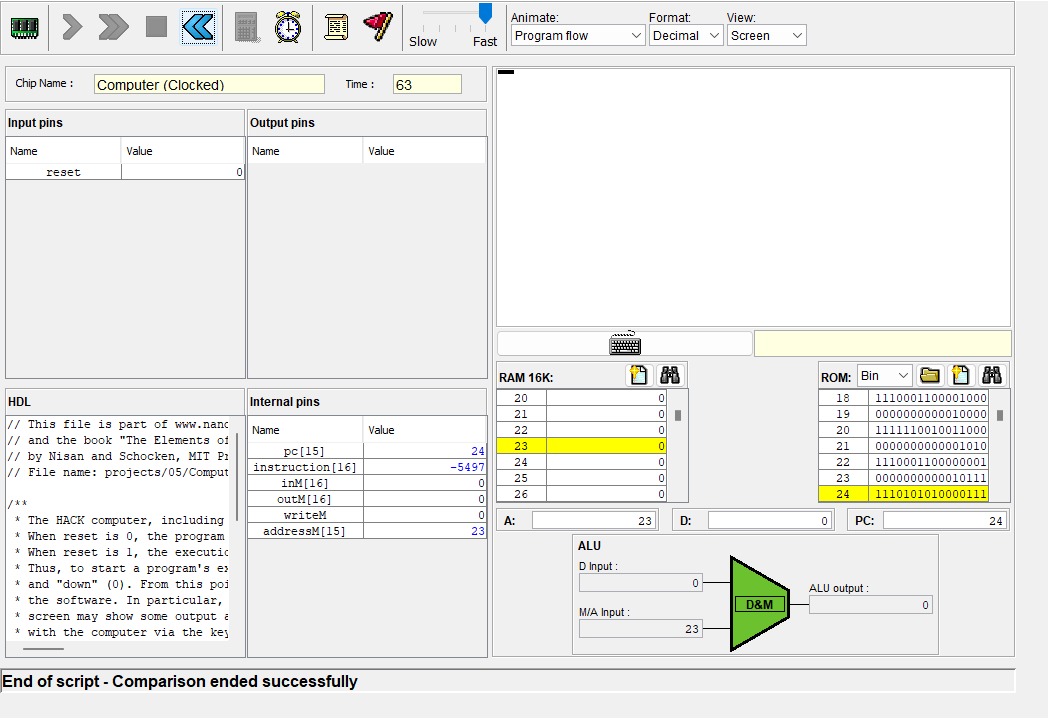 Slow
Fast
Animate:
Program flow
Format:
Decimal
View:
Screen
Chip Name :
Computer (Clocked)
Time :
63
Input pins
Name Value
reset 0
Output pins
Name Value
HDL
// This file is part of www.nand
// and the book "The Elements of
// by Nisan and Schocken, MIT Pr
// File name: projects/05/Comput
/**
* The HACK computer, including
* When reset is 0, the program
* When reset is 1, the executio
* Thus, to start a program's ex
* and "down" (0). From this poi
* the software. In particular,
* screen may show some output a
* with the computer via the key
Internal pins
Name Value
pc[15] 24
instruction[16] -5497
inM[16] 0
outM[16] 0
writeM 0
addressM[15] 23
RAM 16K:
20 0
21 0
22 0
23 0
24 0
25 0
26 0
ROM:
Bin
18 1110001100001000
19 0000000000010000
20 1111110010011000
21 0000000000001010
22 1110001100000001
23 0000000000010111
24 1110101010000111
A: 23
D: 0
PC: 24
ALU
D Input :
0
M/A Input :
23
D&M
ALU output :
0
End of script - Comparison ended successfully